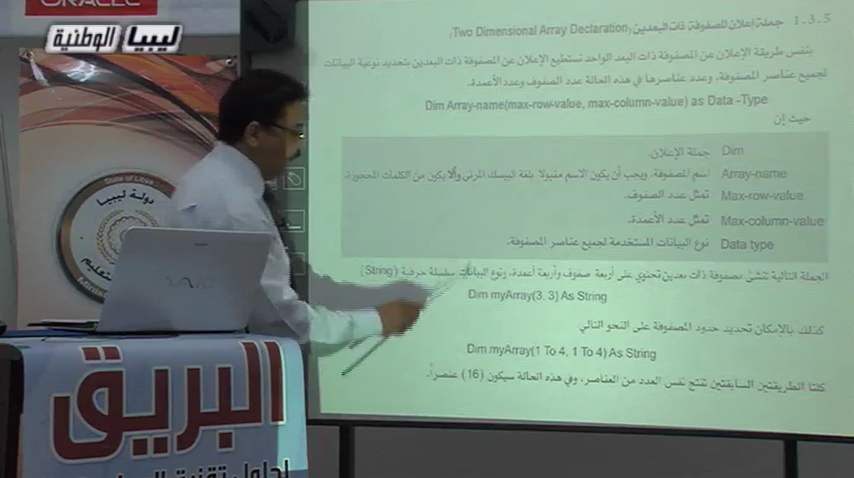 ORACLE
ليبيا الوطنية
State of Libya
دولة ليبيا
VAIO
البريق
لحلول تقنية
1.3.5 جملة إعلان المصفوفة ذات البعدين (Two Dimensional Array Declaration)
بنفس طريقة الإعلان عن المصفوفة ذات البعد الواحد نستطيع الإعلان عن المصفوفة ذات البعدين بتحديد نوعية البيانات
لجميع عناصر المصفوفة، وعدد عناصرها في هذه الحالة عدد الصفوف وعدد الأعمدة.
Dim Array-name(max-row-value, max-column-value) as Data -Type
حيث إن
Dim جملة الإعلان.
Array-name اسم المصفوفة، ويجب أن يكون الاسم مقبولا بلغة البيسك المرئي وألا يكون من الكلمات المحجوزة.
Max-row-value تمثل عدد الصفوف.
Max-column-value تمثل عدد الأعمدة.
Data type نوع البيانات المستخدمة لجميع عناصر المصفوفة.
الجملة التالية تنشئ مصفوفة ذات بعدين تحتوي على أربعة صفوف وأربعة أعمدة، ونوع البيانات سلسلة حرفية (String)
Dim myArray(3, 3) As String
كذلك بالإمكان تحديد حدود المصفوفة على النحو التالي
Dim myArray(1 To 4, 1 To 4) As String
كلتا الطريقتين السابقتين تنتج نفس العدد من العناصر، وفي هذه الحالة سيكون (16) عنصراً.